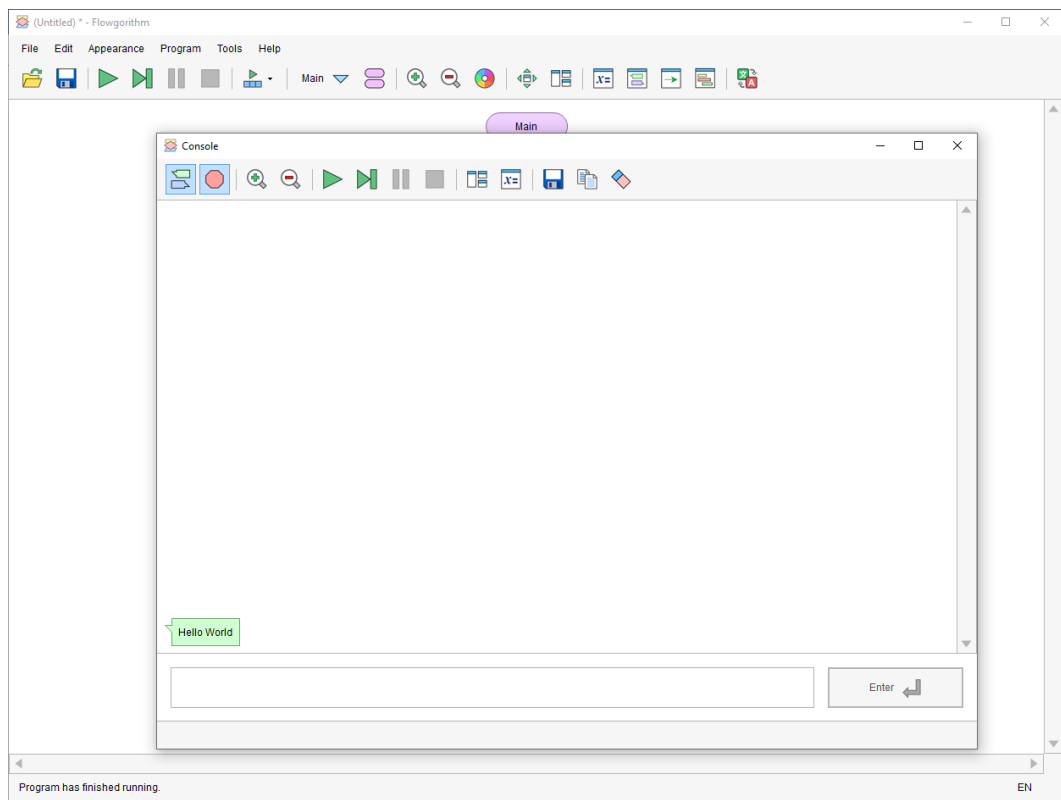 (Untitled) * - Flowgorithm
File Edit Appearance Program Tools Help
Main
Main
Console
Hello World
Enter
Program has finished running. EN